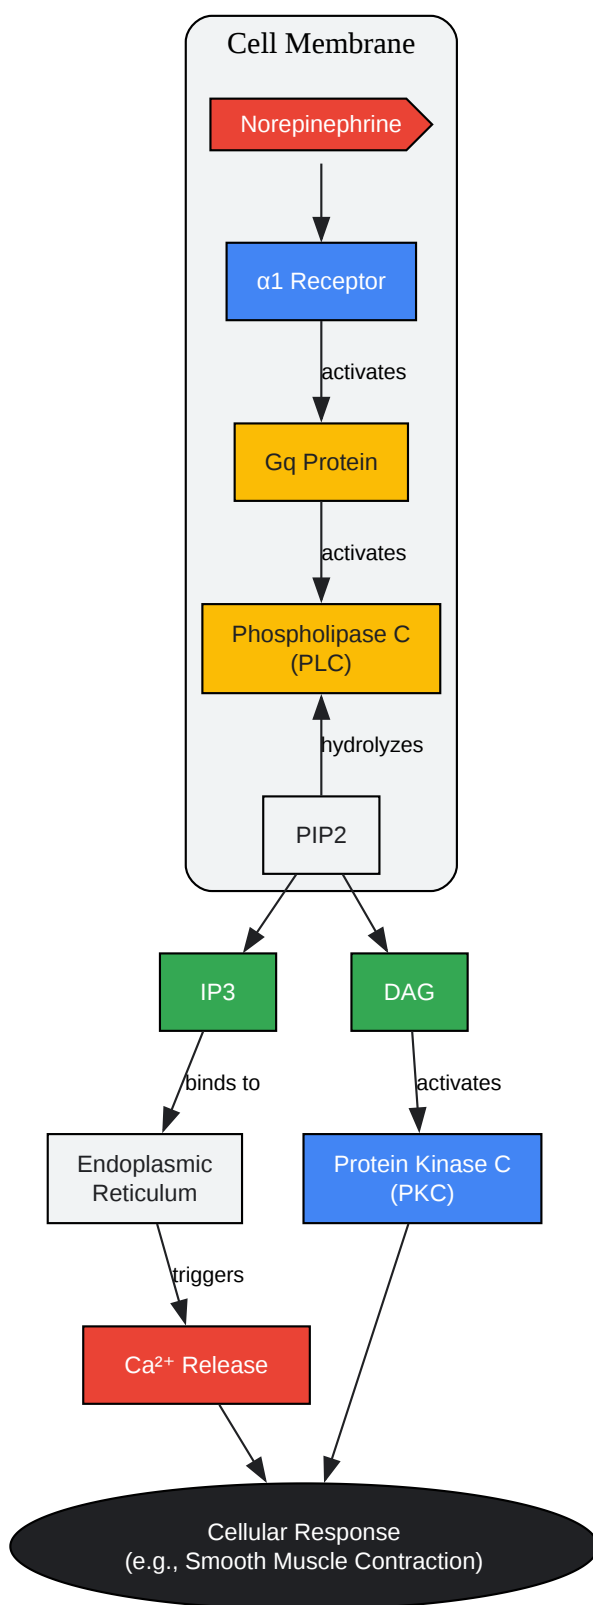 Cell Membrane
Norepinephrine
α1 Receptor
activates
Gq Protein
activates
Phospholipase C
(PLC)
hydrolyzes
PIP2
IP3
DAG
binds to
activates
Endoplasmic
Reticulum
Protein Kinase C
(PKC)
triggers
Ca²⁺ Release
Cellular Response
(e.g., Smooth Muscle Contraction)